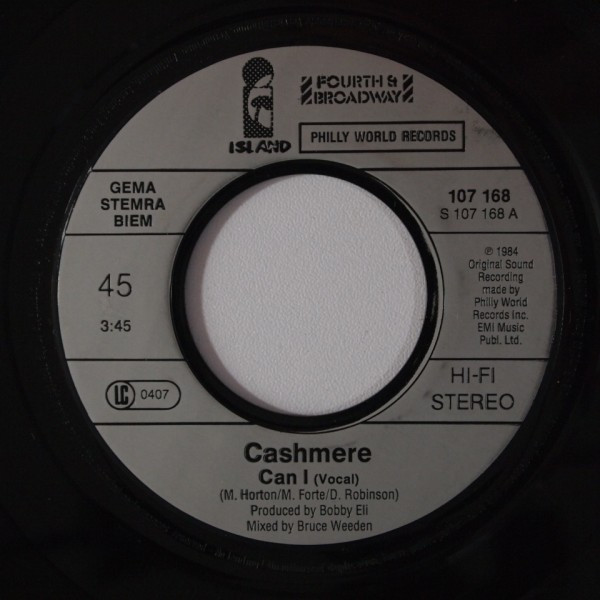 ISLAND
FOURTH &
BROADWAY
PHILLY WORLD RECORDS
GEMA
STEMRA
BIEM
107 168
S 107 168 A
45
3:45
℗ 1984
Original Sound
Recording
made by
Philly World
Records Inc.
EMI Music
Publ. Ltd.
LC 0407
HI-FI
STEREO
Cashmere
Can I (Vocal)
(M. Horton/M. Forte/D. Robinson)
Produced by Bobby Eli
Mixed by Bruce Weeden